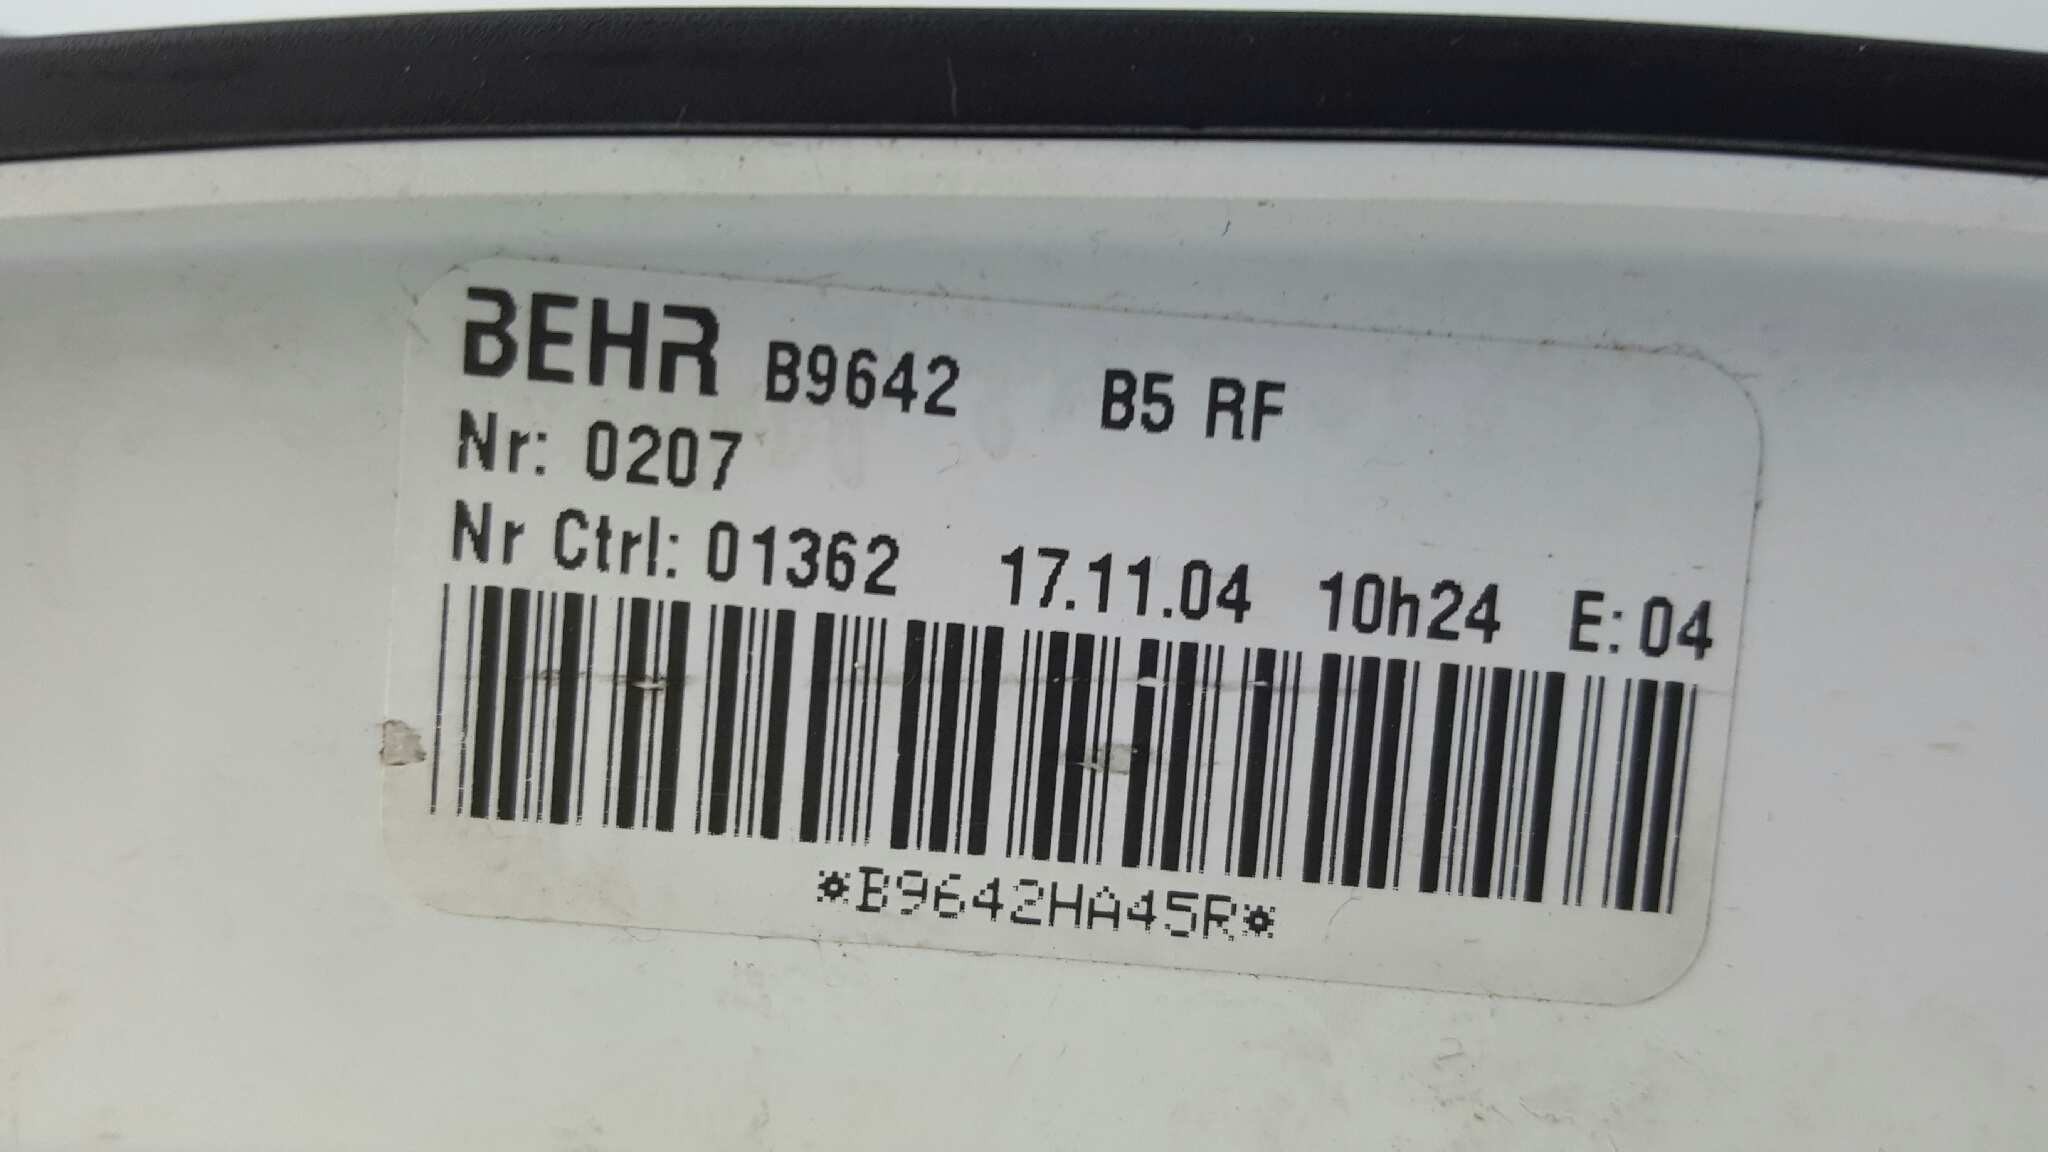 BEHR B9642 B5 RF
Nr: 0207
Nr Ctrl: 01362 17.11.04 10h24 E: 04
*B9642HA45R*